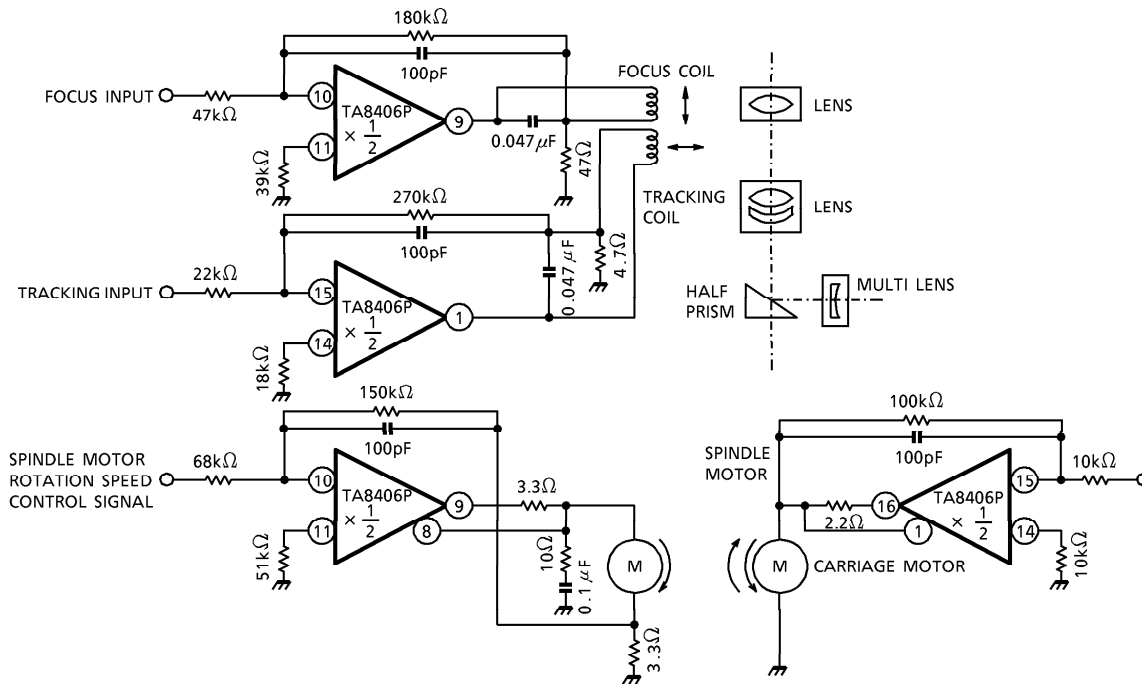 180kΩ
100pF
FOCUS INPUT
47kΩ
10
TA8406P
× 1/2
9
11
39kΩ
0.047μF
47Ω
FOCUS COIL
LENS
270kΩ
100pF
TRACKING
COIL
LENS
22kΩ
TRACKING INPUT
15
TA8406P
× 1/2
1
14
18kΩ
0.047μF
4.7Ω
HALF
PRISM
MULTI LENS
150kΩ
100pF
SPINDLE MOTOR
ROTATION SPEED
CONTROL SIGNAL
68kΩ
10
TA8406P
× 1/2
9
8
11
51kΩ
3.3Ω
10Ω
0.1μF
M
3.3Ω
SPINDLE
MOTOR
100kΩ
100pF
15
10kΩ
16
TA8406P
× 1/2
2.2Ω
1
14
10kΩ
M
CARRIAGE MOTOR